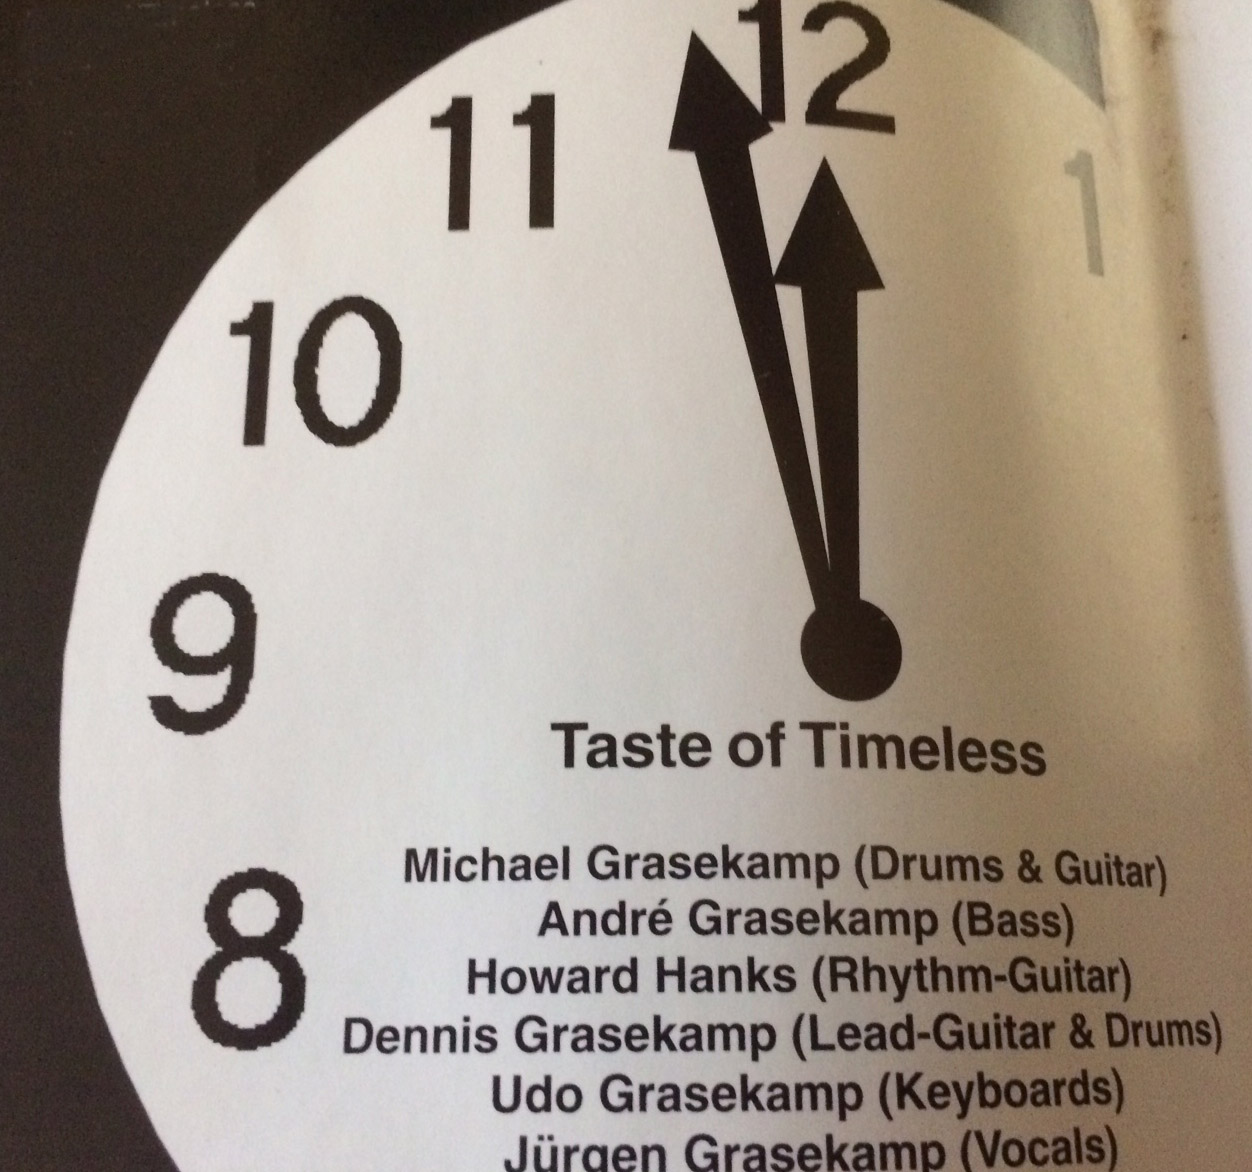 12
11
1
10
9
8
Taste of Timeless
Michael Grasekamp (Drums & Guitar)
André Grasekamp (Bass)
Howard Hanks (Rhythm-Guitar)
Dennis Grasekamp (Lead-Guitar & Drums)
Udo Grasekamp (Keyboards)
Jürgen Grasekamp (Vocals)